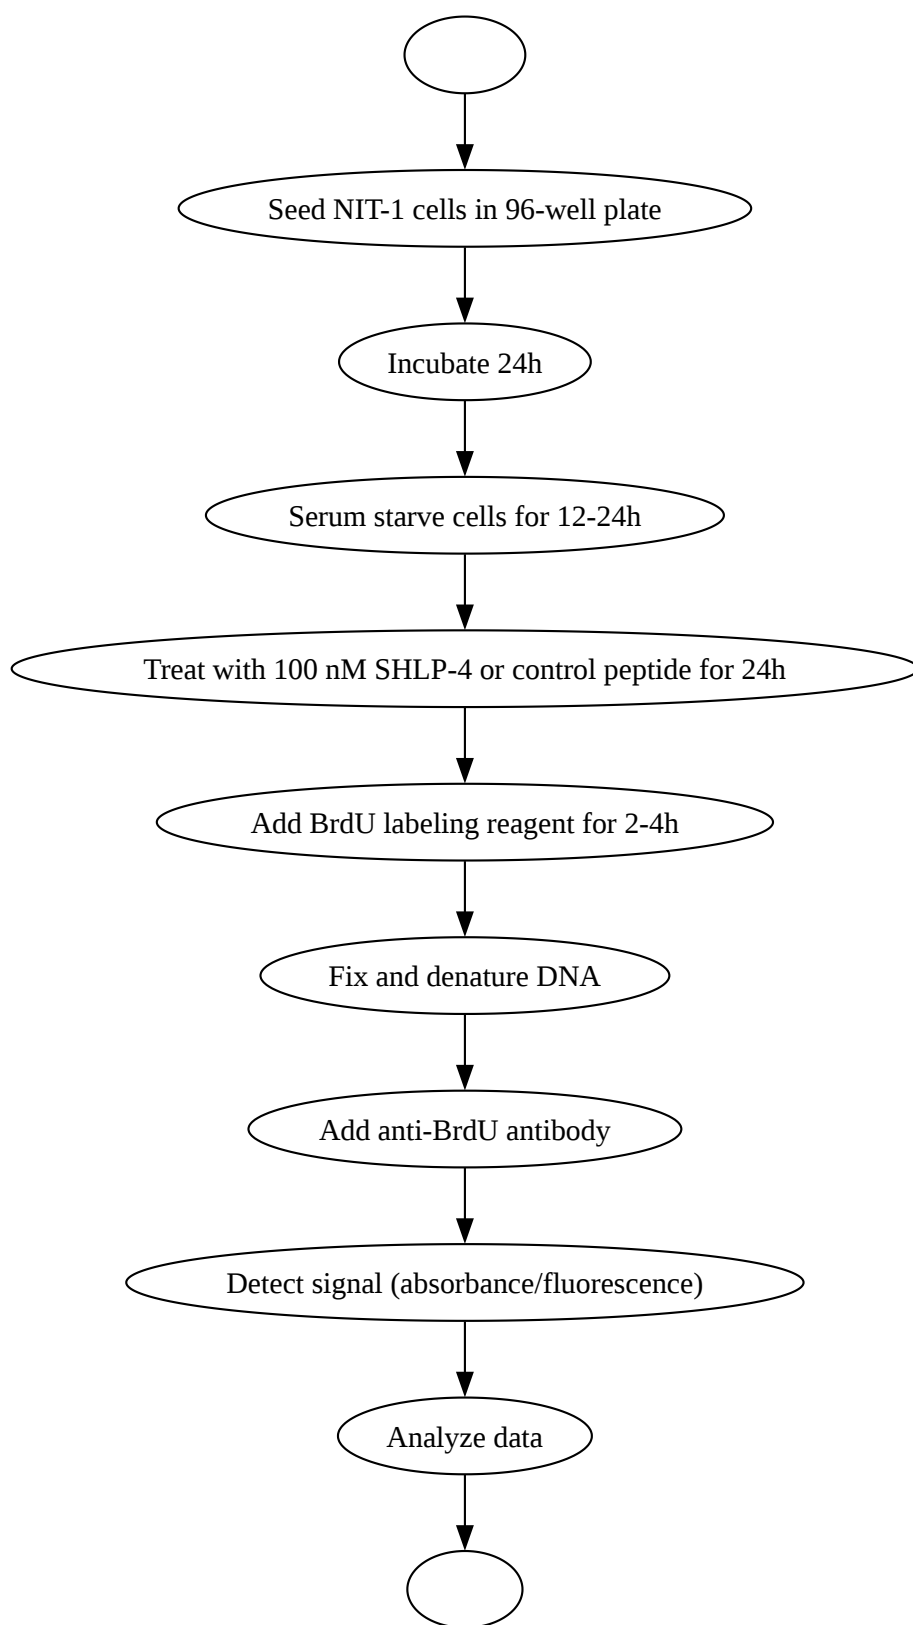 Seed NIT-1 cells in 96-well plate
Incubate 24h
Serum starve cells for 12-24h
Treat with 100 nM SHLP-4 or control peptide for 24h
Add BrdU labeling reagent for 2-4h
Fix and denature DNA
Add anti-BrdU antibody
Detect signal (absorbance/fluorescence)
Analyze data